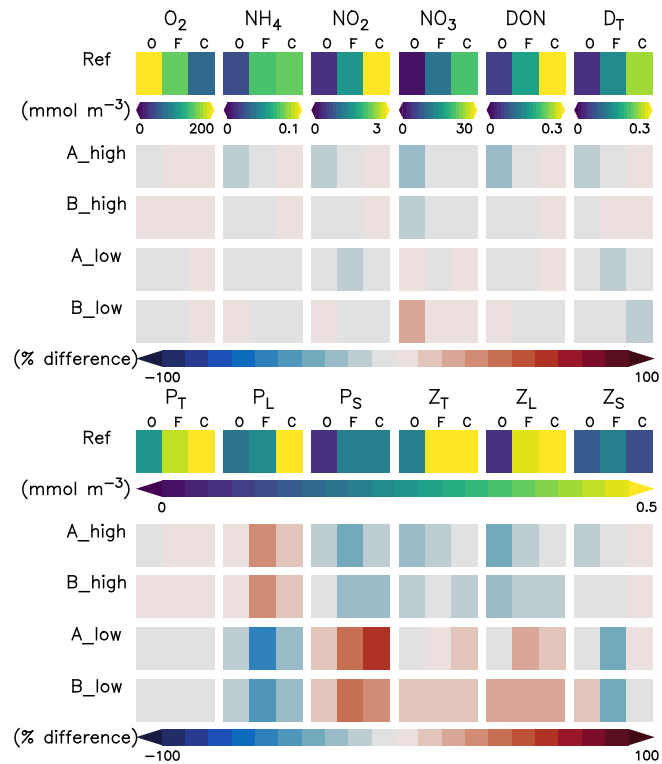 O2 NH4 NO2 NO3 DON DT
O F C O F C O F C O F C O F C O F C
Ref
(mmol m−3)
0 200 0 0.1 0 3 0 30 0 0.3 0 0.3
A_high
B_high
A_low
B_low
(% difference)
−100 100
PT PL PS ZT ZL ZS
O F C O F C O F C O F C O F C O F C
Ref
(mmol m−3)
0 0.5
A_high
B_high
A_low
B_low
(% difference)
−100 100